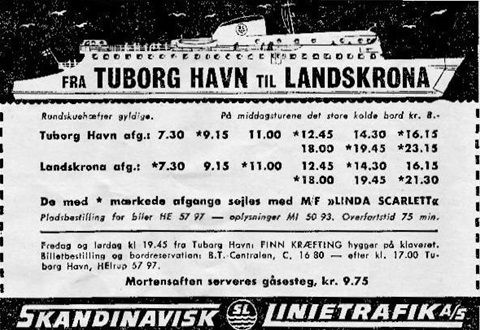 FRA TUBORG HAVN TIL LANDSKRONA
Rundskuehæfter gyldige. På middagsturene det store kolde bord kr. 8.-
Tuborg Havn afg.: 7.30 *9.15 11.00 *12.45 14.30 *16.15
18.00 *19.45 *23.15
Landskrona afg.: *7.30 9.15 *11.00 12.45 *14.30 16.15
*18.00 19.45 *21.30
De med * mærkede afgange sejles med M/F »LINDA SCARLETT«
Pladsbestilling for biler HE 57 97 — oplysninger MI 50 93. Overfartstid 75 min.
Fredag og lørdag kl 19.45 fra Tuborg Havn: FINN KRÆFTING hygger på klaveret.
Billetbestilling og bordreservation: B.T.-Centralen, C. 16 80 — efter kl. 17.00 Tu-
borg Havn, HElrup 57 97.
Mortensaften serveres gåsesteg, kr. 9.75
SKANDINAVISK SL LINIETRAFIK A/S